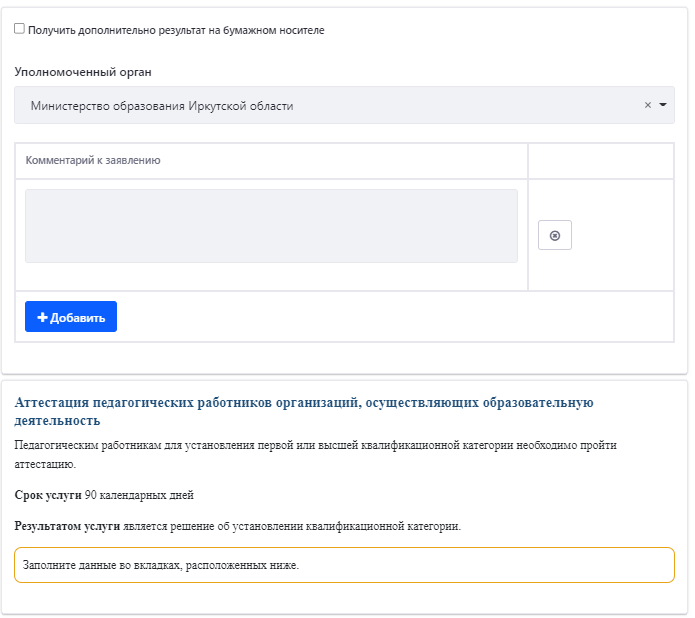 Получить дополнительно результат на бумажном носителе
Уполномоченный орган
Министерство образования Иркутской области
Комментарий к заявлению
Добавить
Аттестация педагогических работников организаций, осуществляющих образовательную
деятельность
Педагогическим работникам для установления первой или высшей квалификационной категории необходимо пройти
аттестацию.
Срок услуги 90 календарных дней
Результатом услуги является решение об установлении квалификационной категории.
Заполните данные во вкладках, расположенных ниже.